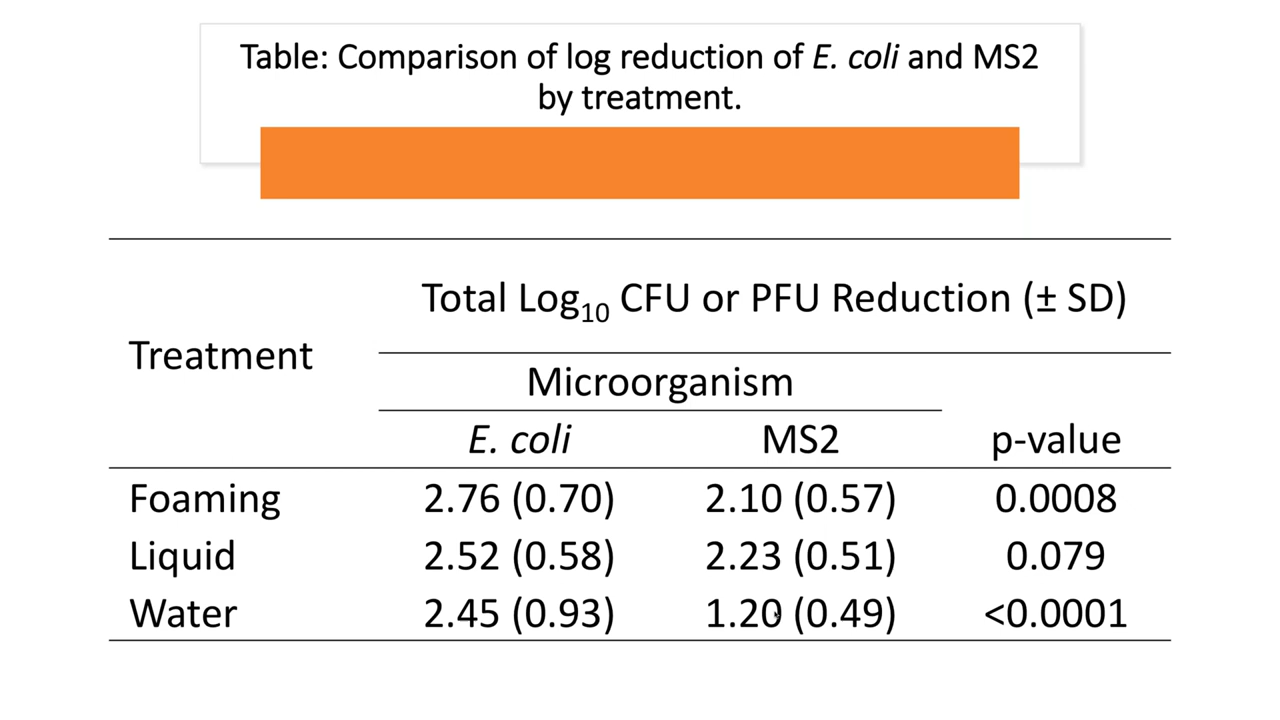 Table: Comparison of log reduction of E. coli and MS2
by treatment.
Total Log10 CFU or PFU Reduction (± SD)
Treatment
Microorganism
E. coli MS2 p-value
Foaming 2.76 (0.70) 2.10 (0.57) 0.0008
Liquid 2.52 (0.58) 2.23 (0.51) 0.079
Water 2.45 (0.93) 1.20 (0.49) <0.0001